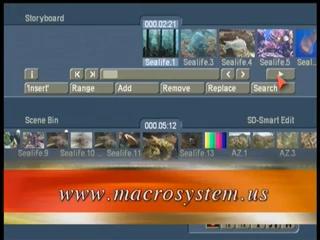 Storyboard
000.02:21
Sealife.1 Sealife.3 Sealife.4 Sealife.5 Sea
i
'Insert' Range Add Remove Replace Search
Scene Bin SD-Smart Edit
000.05:12
Sealife.9 Sealife.10 Sealife.11 Sealife 13 AZ.1 AZ.3
www.macrosystem.us